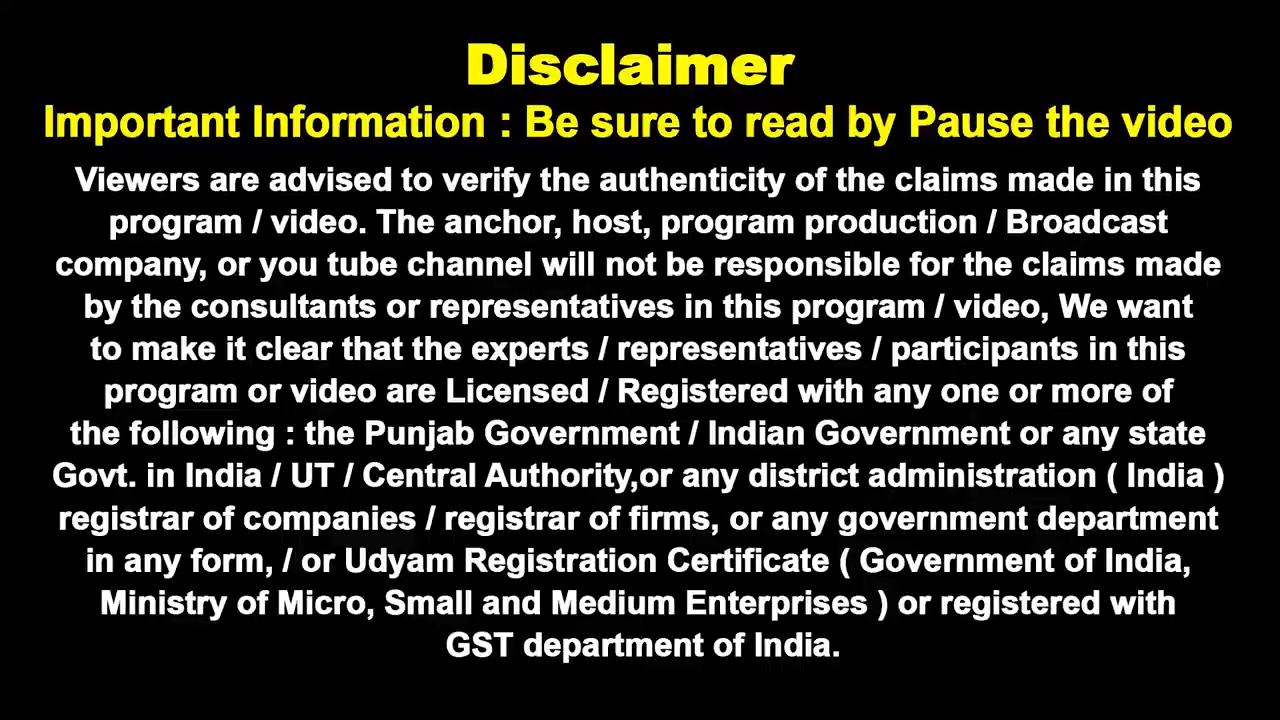 Disclaimer
Important Information : Be sure to read by Pause the video
Viewers are advised to verify the authenticity of the claims made in this
program / video. The anchor, host, program production / Broadcast
company, or you tube channel will not be responsible for the claims made
by the consultants or representatives in this program / video, We want
to make it clear that the experts / representatives / participants in this
program or video are Licensed / Registered with any one or more of
the following : the Punjab Government / Indian Government or any state
Govt. in India / UT / Central Authority,or any district administration ( India )
registrar of companies / registrar of firms, or any government department
in any form, / or Udyam Registration Certificate ( Government of India,
Ministry of Micro, Small and Medium Enterprises ) or registered with
GST department of India.